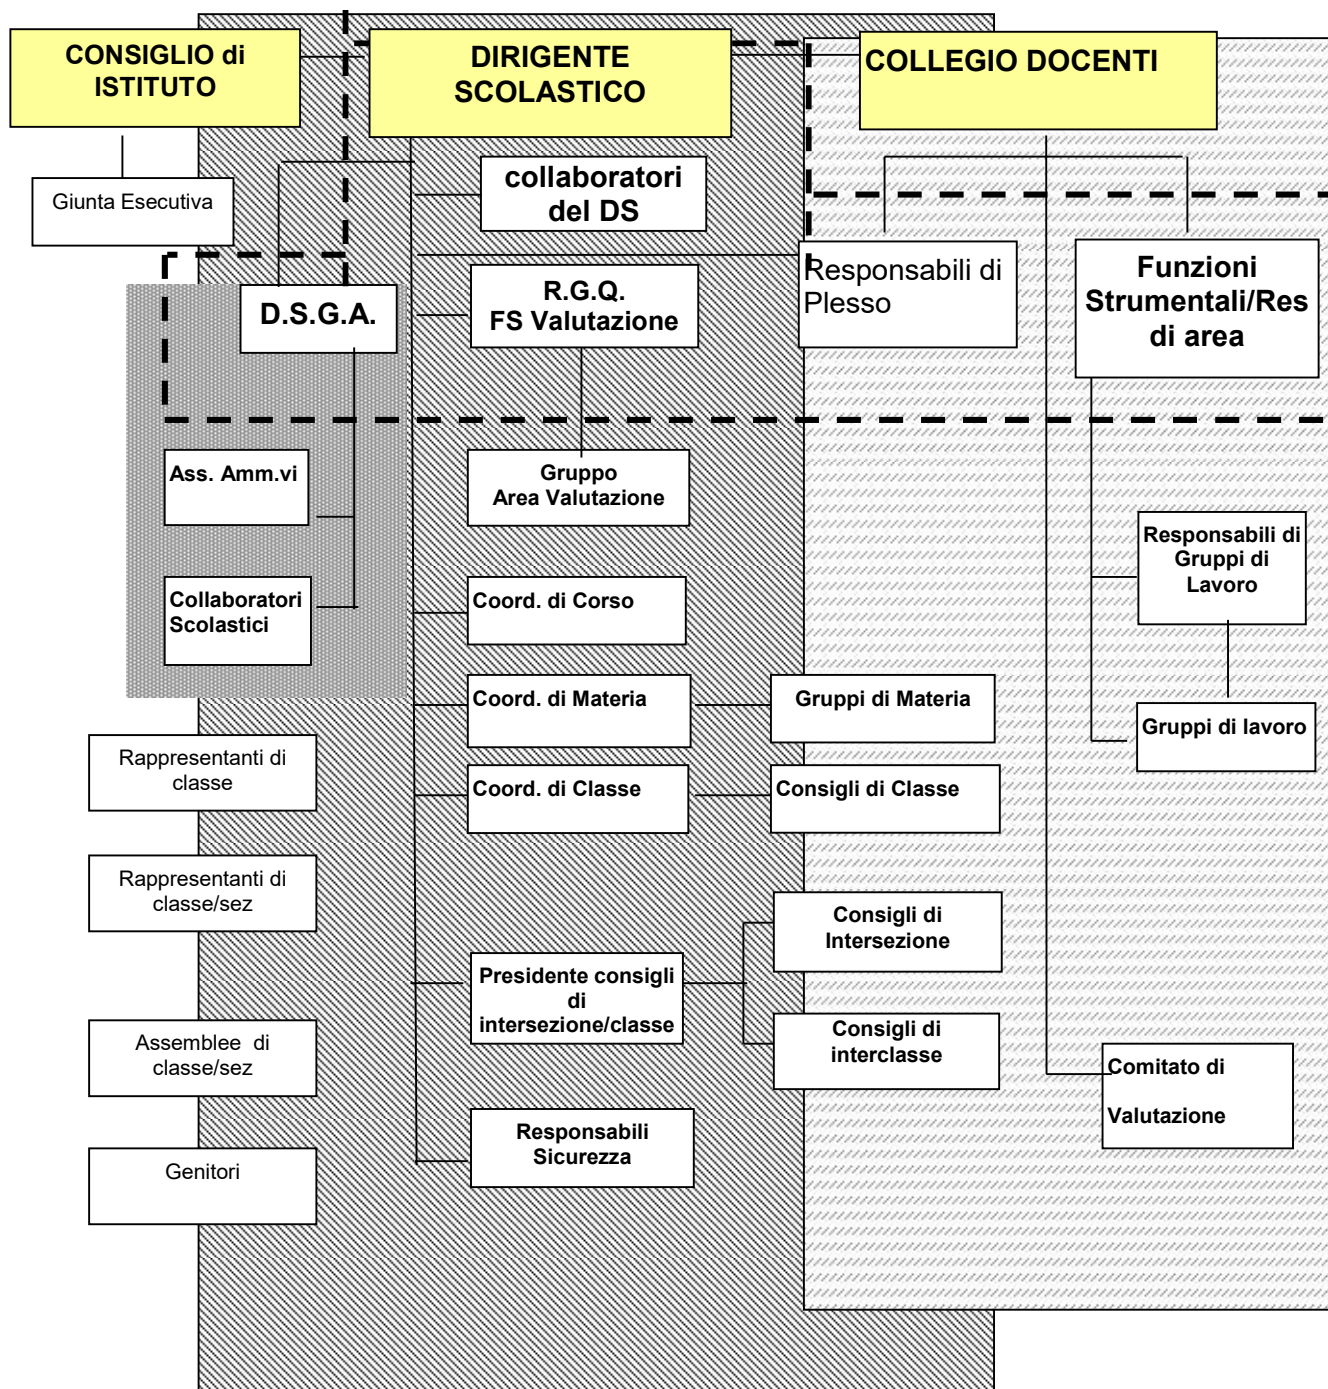 CONSIGLIO di
ISTITUTO
DIRIGENTE
SCOLASTICO
COLLEGIO DOCENTI
Giunta Esecutiva
collaboratori
del DS
D.S.G.A.
R.G.Q.
FS Valutazione
Responsabili di
Plesso
Funzioni
Strumentali/Res
di area
Ass. Amm.vi
Gruppo
Area Valutazione
Responsabili di
Gruppi di
Lavoro
Collaboratori
Scolastici
Coord. di Corso
Coord. di Materia
Gruppi di Materia
Gruppi di lavoro
Rappresentanti di
classe
Coord. di Classe
Consigli di Classe
Rappresentanti di
classe/sez
Consigli di
Intersezione
Presidente consigli
di
intersezione/classe
Assemblee di
classe/sez
Consigli di
interclasse
Comitato di
Valutazione
Responsabili
Sicurezza
Genitori